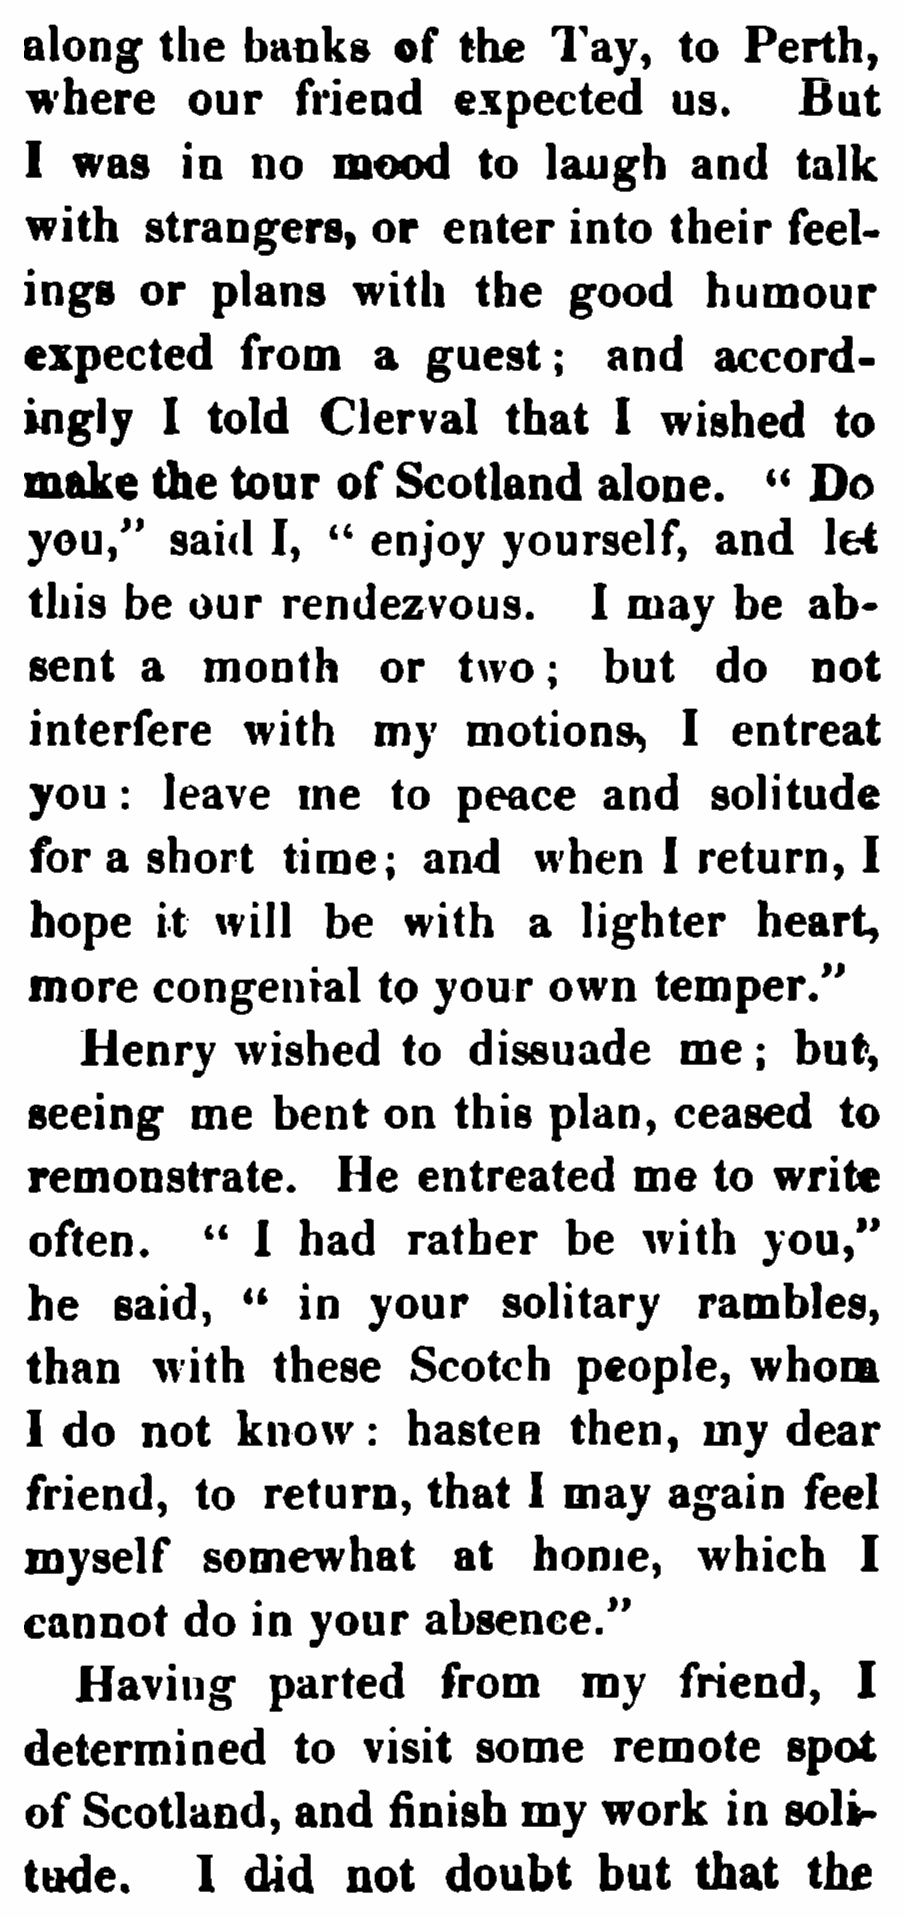 along the banks of the Tay, to Perth,
where our friend expected us. But
I was in no mood to laugh and talk
with strangers, or enter into their feel-
ings or plans with the good humour
expected from a guest; and accord-
ingly I told Clerval that I wished to
make the tour of Scotland alone. “ Do
you,” said I, “ enjoy yourself, and let
this be our rendezvous. I may be ab-
sent a month or two; but do not
interfere with my motions, I entreat
you: leave me to peace and solitude
for a short time; and when I return, I
hope it will be with a lighter heart,
more congenial to your own temper.”
Henry wished to dissuade me; but,
seeing me bent on this plan, ceased to
remonstrate. He entreated me to write
often. “ I had rather be with you,”
he said, “ in your solitary rambles,
than with these Scotch people, whom
I do not know: hasten then, my dear
friend, to return, that I may again feel
myself somewhat at home, which I
cannot do in your absence.”
Having parted from my friend, I
determined to visit some remote spot
of Scotland, and finish my work in soli-
tude. I did not doubt but that the